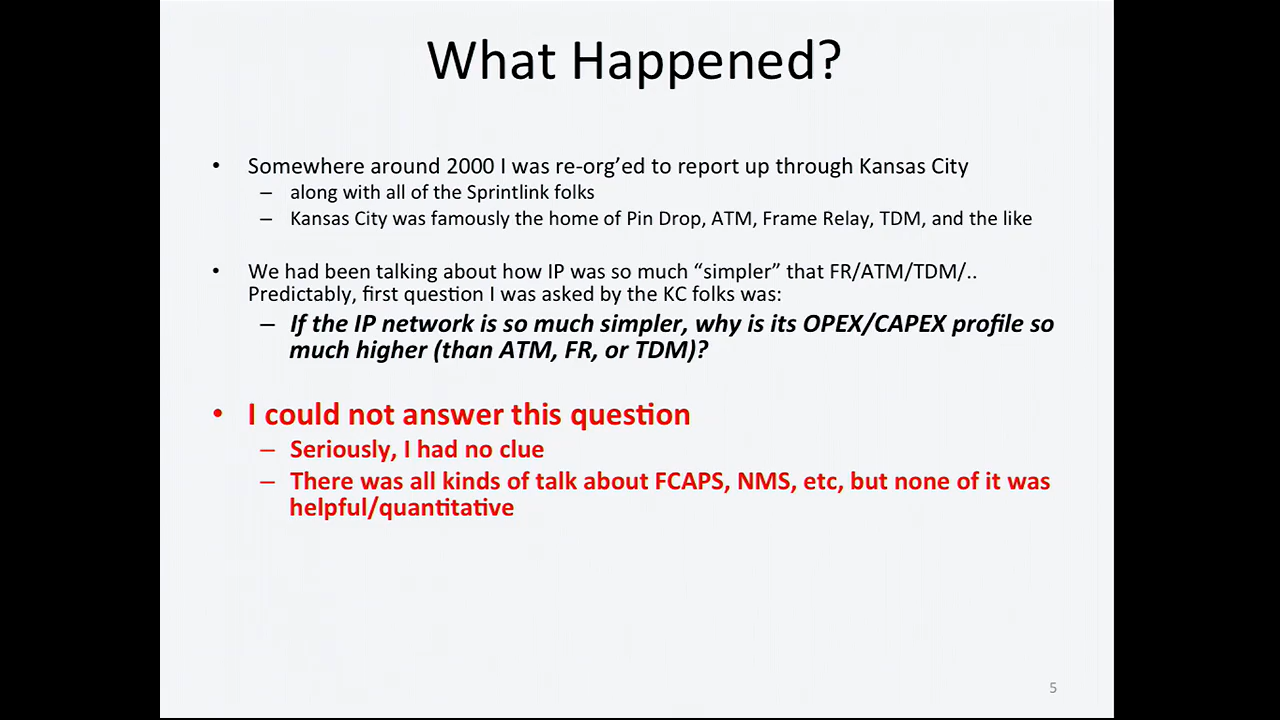 What Happened?
• Somewhere around 2000 I was re-org’ed to report up through Kansas City
– along with all of the Sprintlink folks
– Kansas City was famously the home of Pin Drop, ATM, Frame Relay, TDM, and the like
• We had been talking about how IP was so much “simpler” that FR/ATM/TDM/..
Predictably, first question I was asked by the KC folks was:
– If the IP network is so much simpler, why is its OPEX/CAPEX profile so
much higher (than ATM, FR, or TDM)?
• I could not answer this question
– Seriously, I had no clue
– There was all kinds of talk about FCAPS, NMS, etc, but none of it was
helpful/quantitative
5